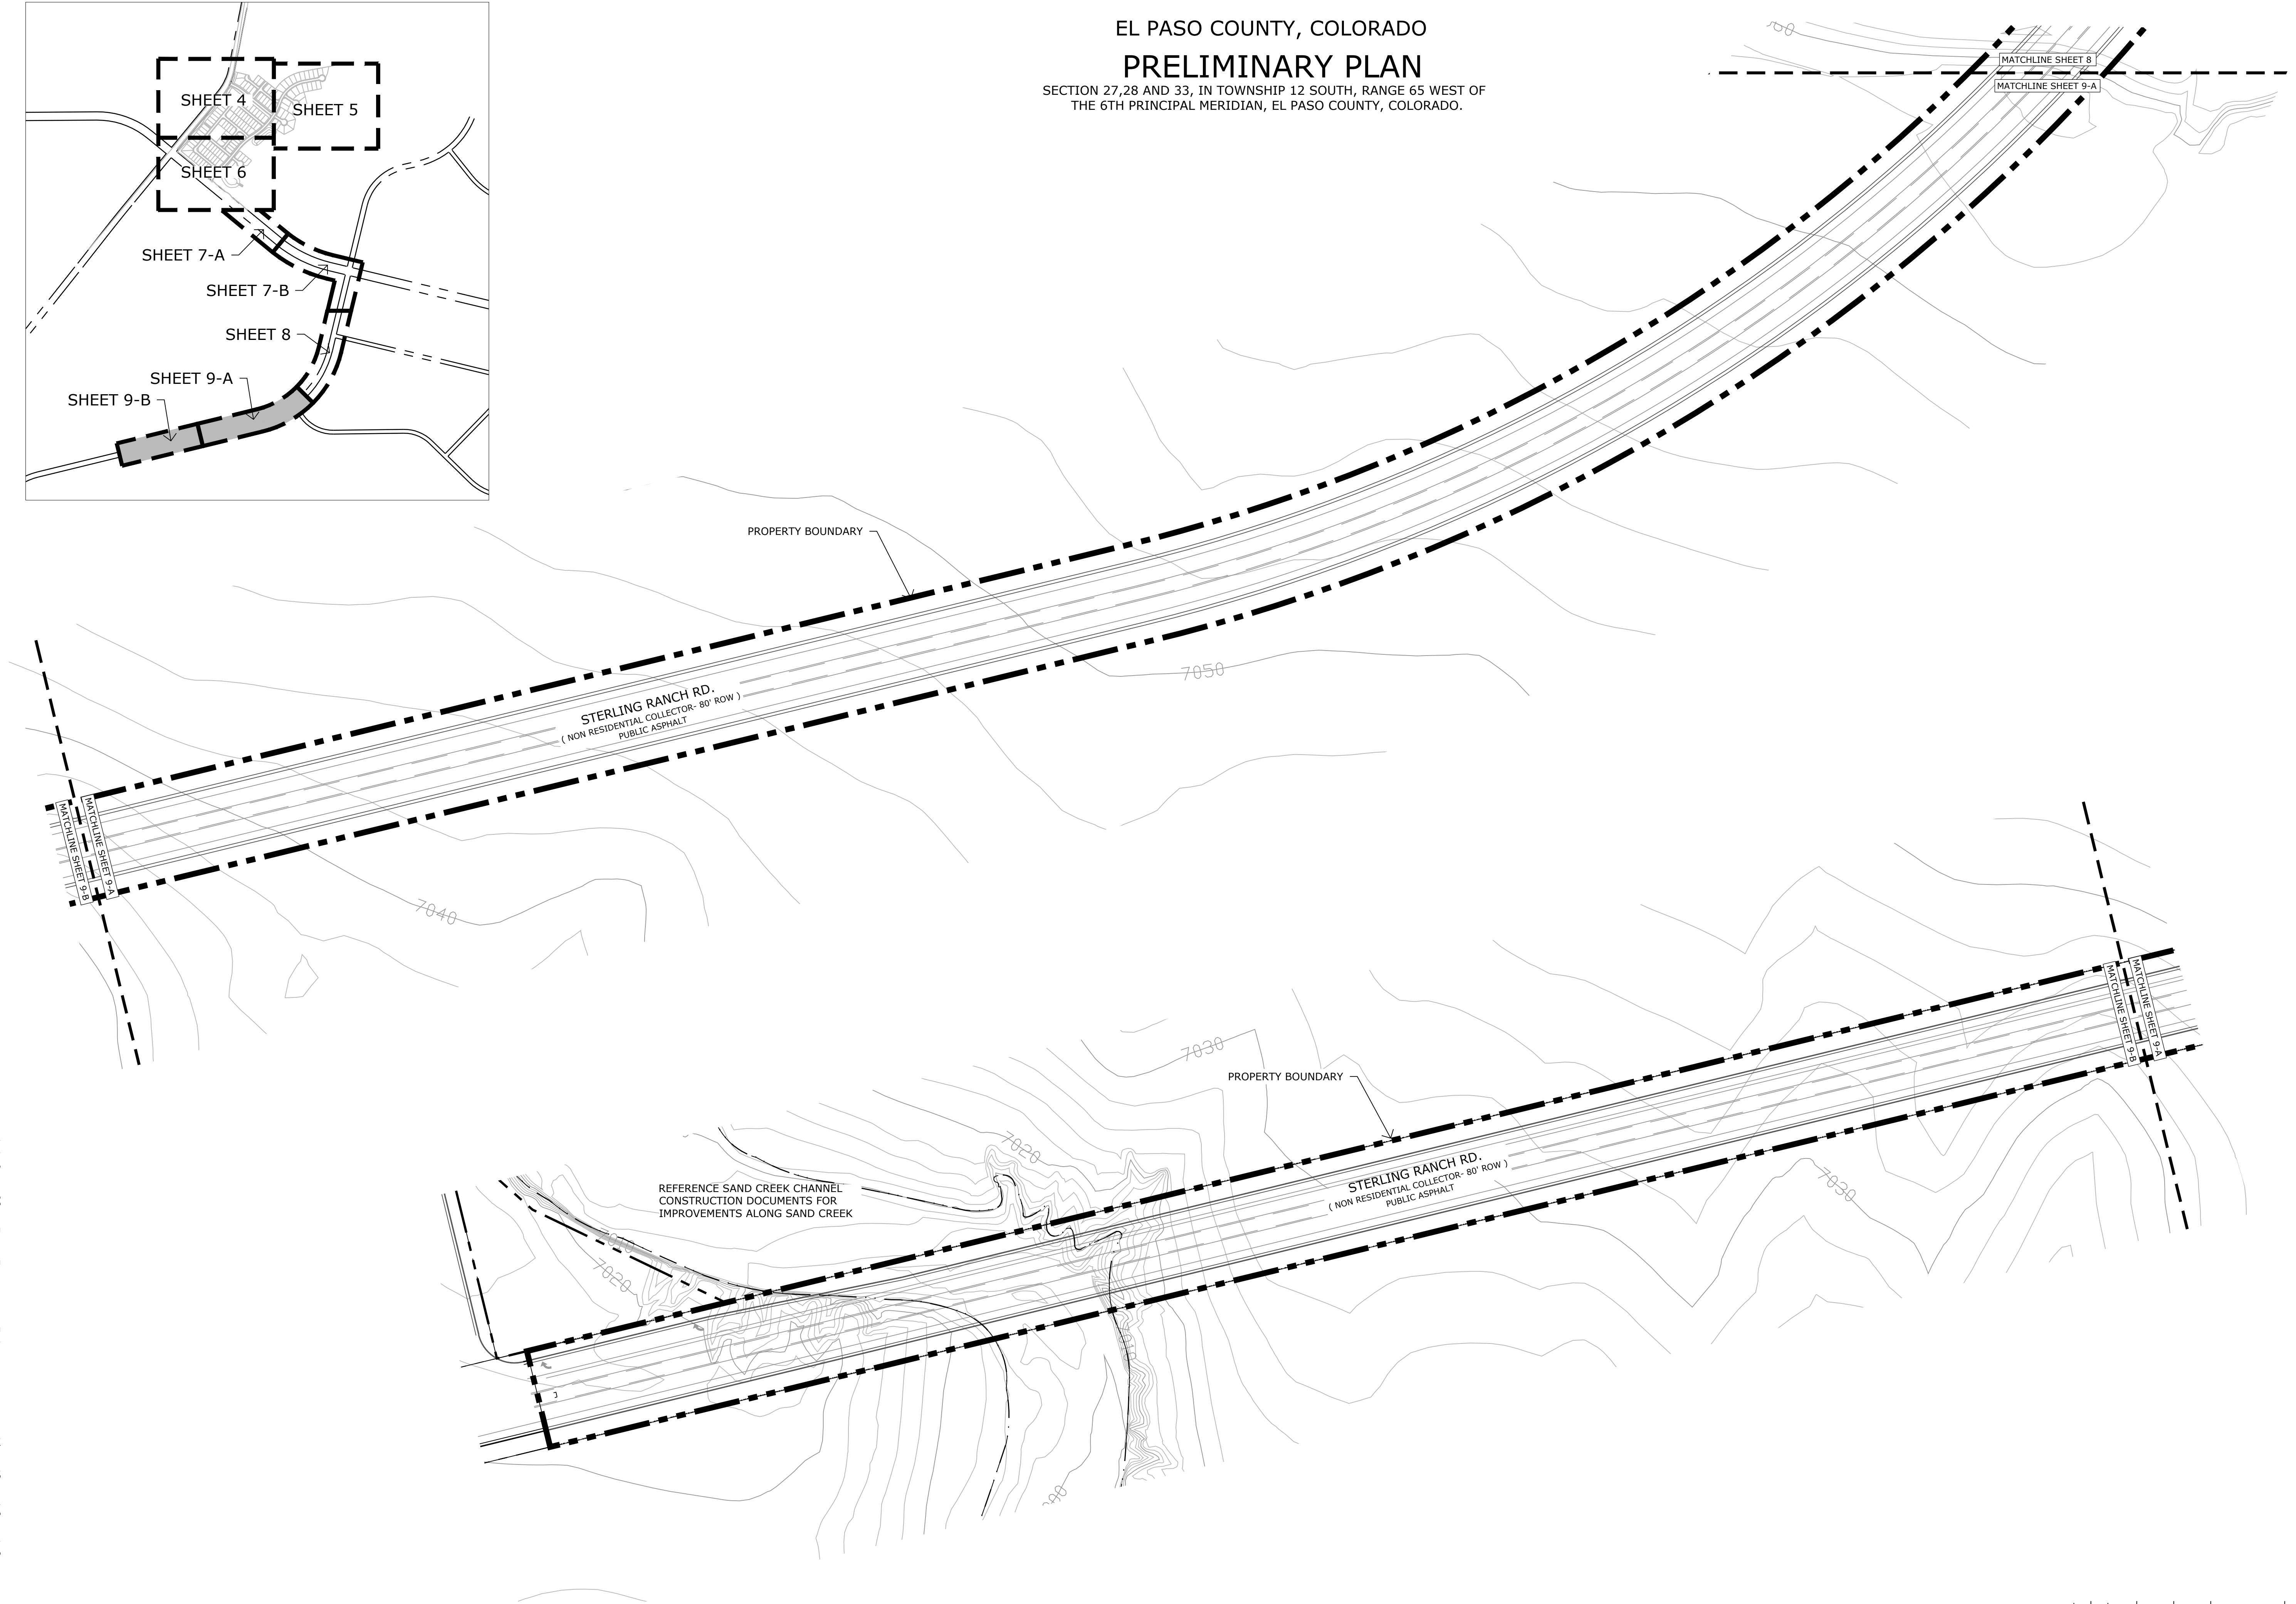 EL PASO COUNTY, COLORADO
PRELIMINARY PLAN
SECTION 27,28 AND 33, IN TOWNSHIP 12 SOUTH, RANGE 65 WEST OF
THE 6TH PRINCIPAL MERIDIAN, EL PASO COUNTY, COLORADO.
SHEET 4
SHEET 5
SHEET 6
SHEET 7-A
SHEET 7-B
SHEET 8
SHEET 9-A
SHEET 9-B
MATCHLINE SHEET 8
MATCHLINE SHEET 9-A
PROPERTY BOUNDARY
7050
STERLING RANCH RD.
( NON RESIDENTIAL COLLECTOR- 80' ROW )
PUBLIC ASPHALT
MATCHLINE SHEET 9-B
MATCHLINE SHEET 9-A
7040
MATCHLINE SHEET 9-B
MATCHLINE SHEET 9-A
7030
PROPERTY BOUNDARY
7020
STERLING RANCH RD.
( NON RESIDENTIAL COLLECTOR- 80' ROW )
PUBLIC ASPHALT
7030
REFERENCE SAND CREEK CHANNEL
CONSTRUCTION DOCUMENTS FOR
IMPROVEMENTS ALONG SAND CREEK
7020